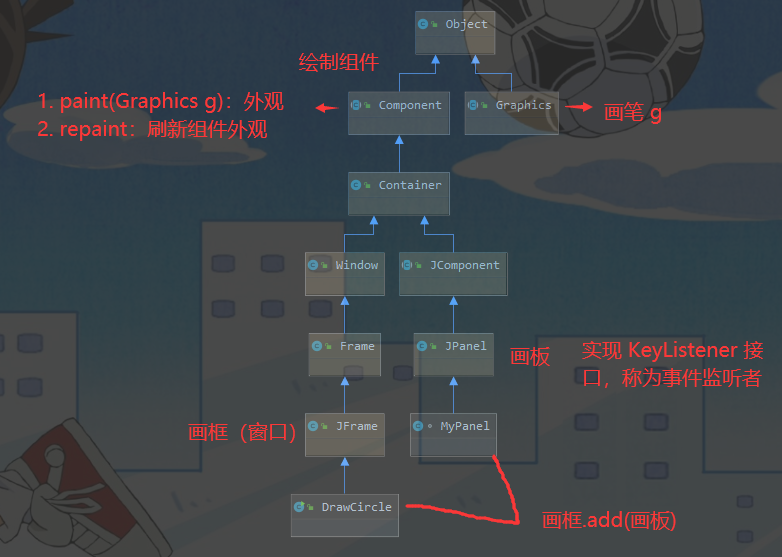 Object
绘制组件
1. paint(Graphics g)：外观
2. repaint：刷新组件外观
Component
Graphics
画笔 g
Container
Window
JComponent
Frame
JPanel
画板
实现 KeyListener 接
口，称为事件监听者
画框（窗口）
JFrame
MyPanel
DrawCircle
画框.add(画板)